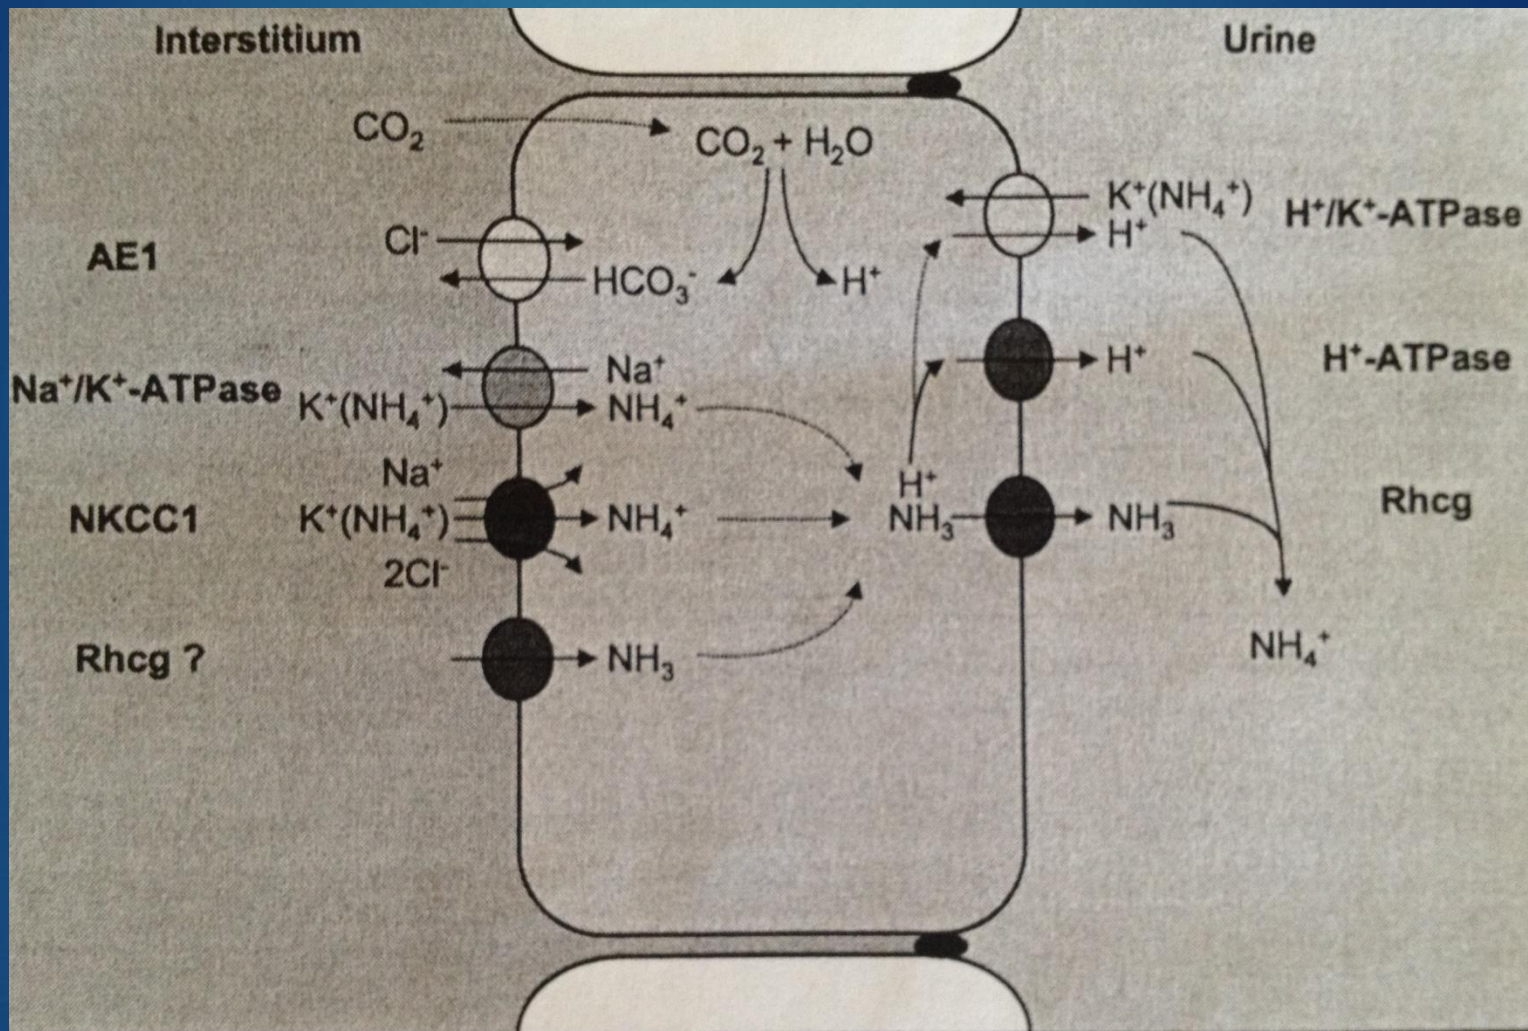 Interstitium
Urine
CO₂
CO₂ + H₂O
K⁺(NH₄⁺)
H⁺/K⁺-ATPase
H⁺
AE1
Cl⁻
HCO₃⁻
H⁺
Na⁺/K⁺-ATPase
Na⁺
K⁺(NH₄⁺)
NH₄⁺
H⁺
H⁺-ATPase
NKCC1
Na⁺
K⁺(NH₄⁺)
2Cl⁻
NH₄⁺
H⁺
NH₃
NH₃
Rhcg
Rhcg ?
NH₃
NH₄⁺